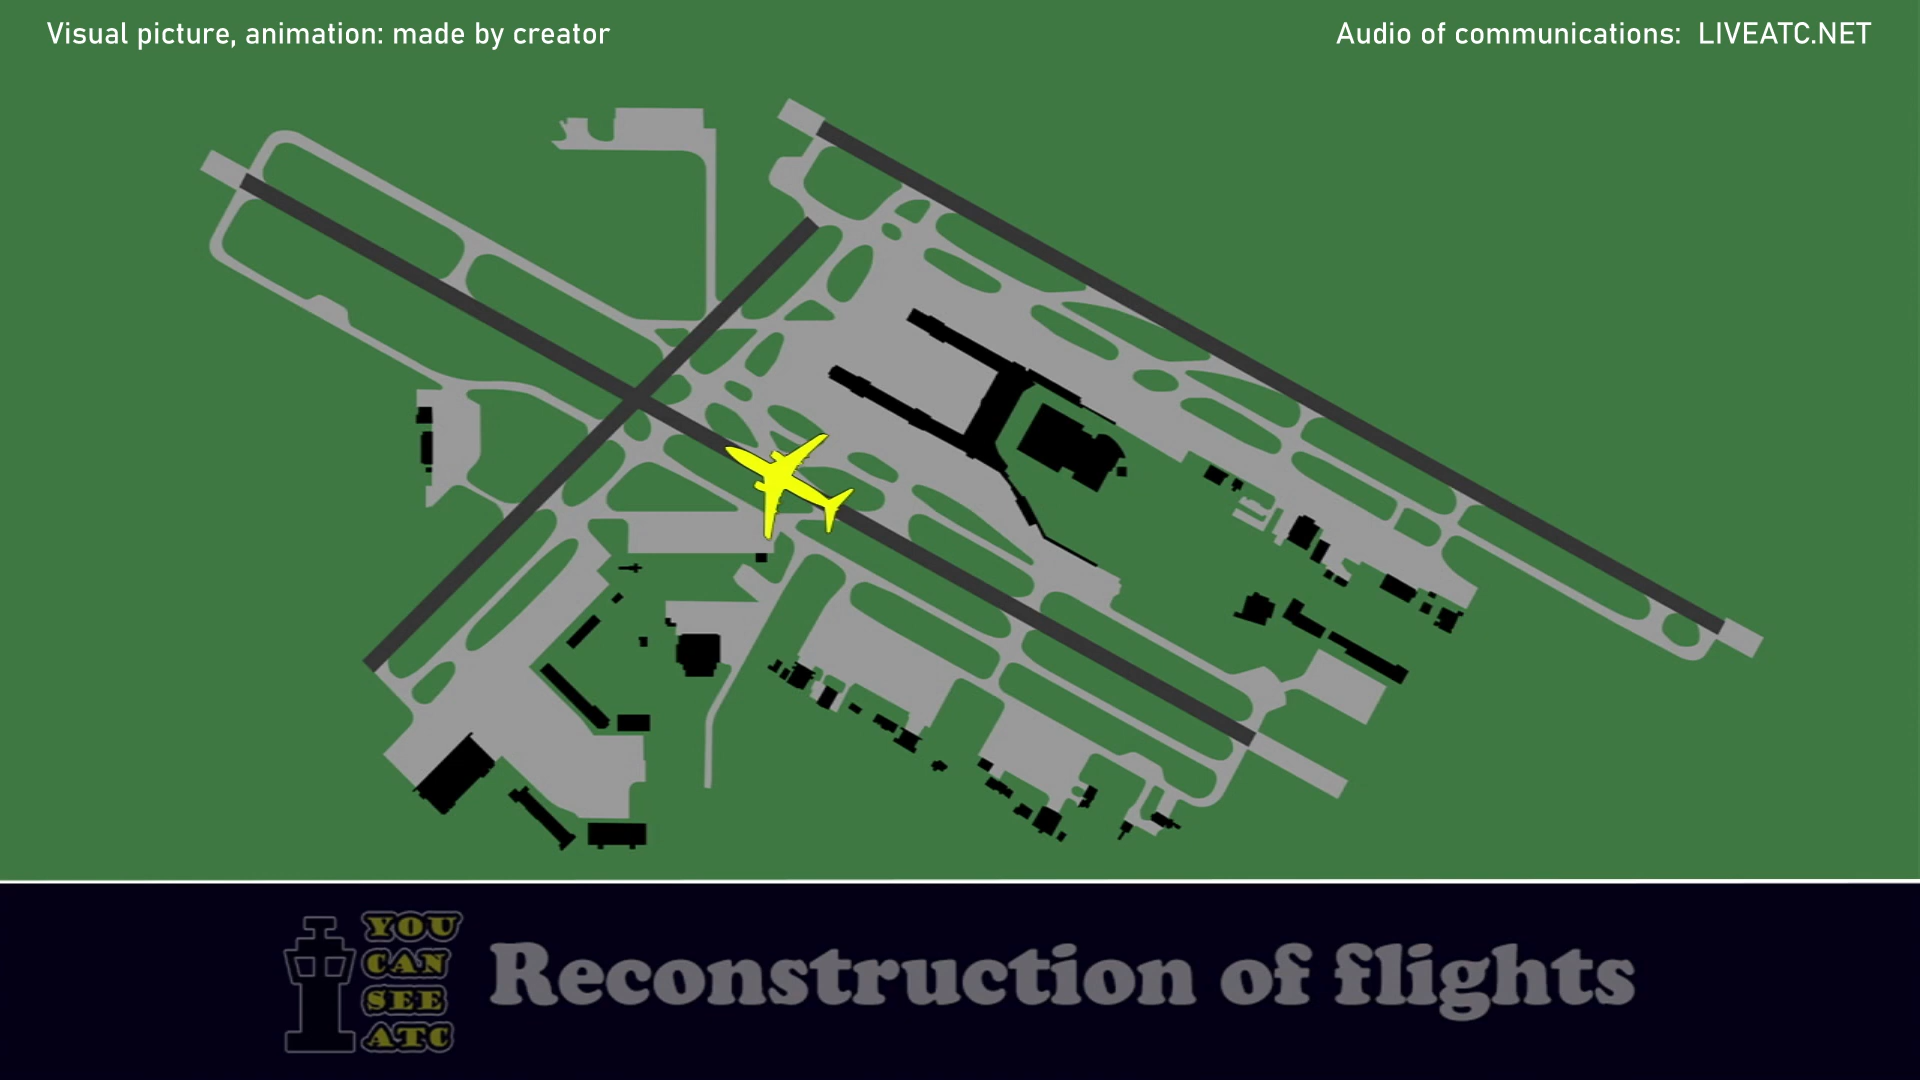 Visual picture, animation: made by creator
Audio of communications: LIVEATC.NET
YOU
CAN
SEE
ATC
Reconstruction of flights